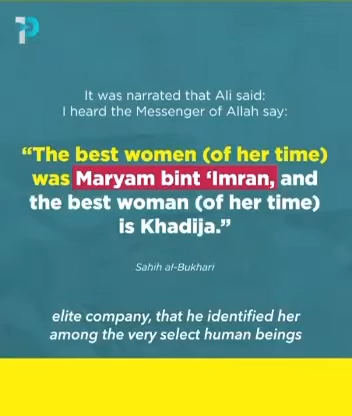 It was narrated that Ali said:
I heard the Messenger of Allah say:
“The best women (of her time)
was Maryam bint ‘Imran, and
the best woman (of her time)
is Khadija.”
Sahih al-Bukhari
elite company, that he identified her
among the very select human beings